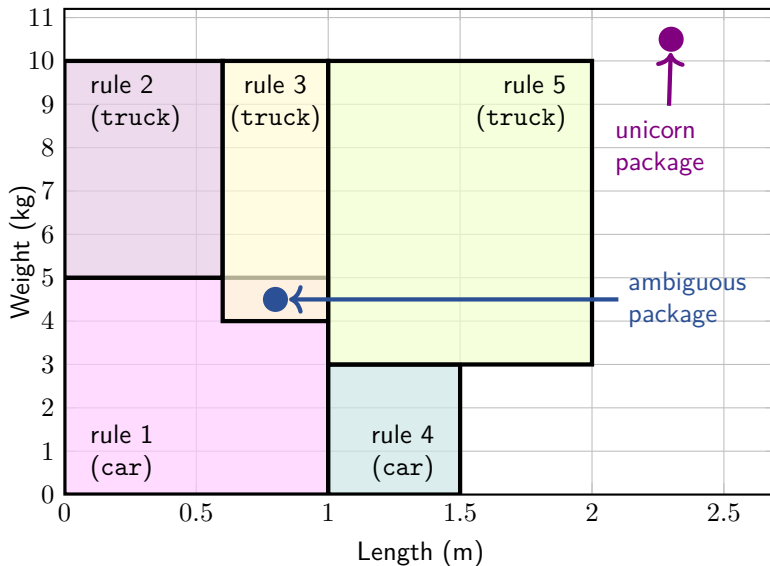 11
10
9
8
7
6
5
4
3
2
1
0
Weight (kg)
rule 2
(truck)
rule 3
(truck)
rule 5
(truck)
unicorn
package
ambiguous
package
rule 1
(car)
rule 4
(car)
0
0.5
1
1.5
2
2.5
Length (m)